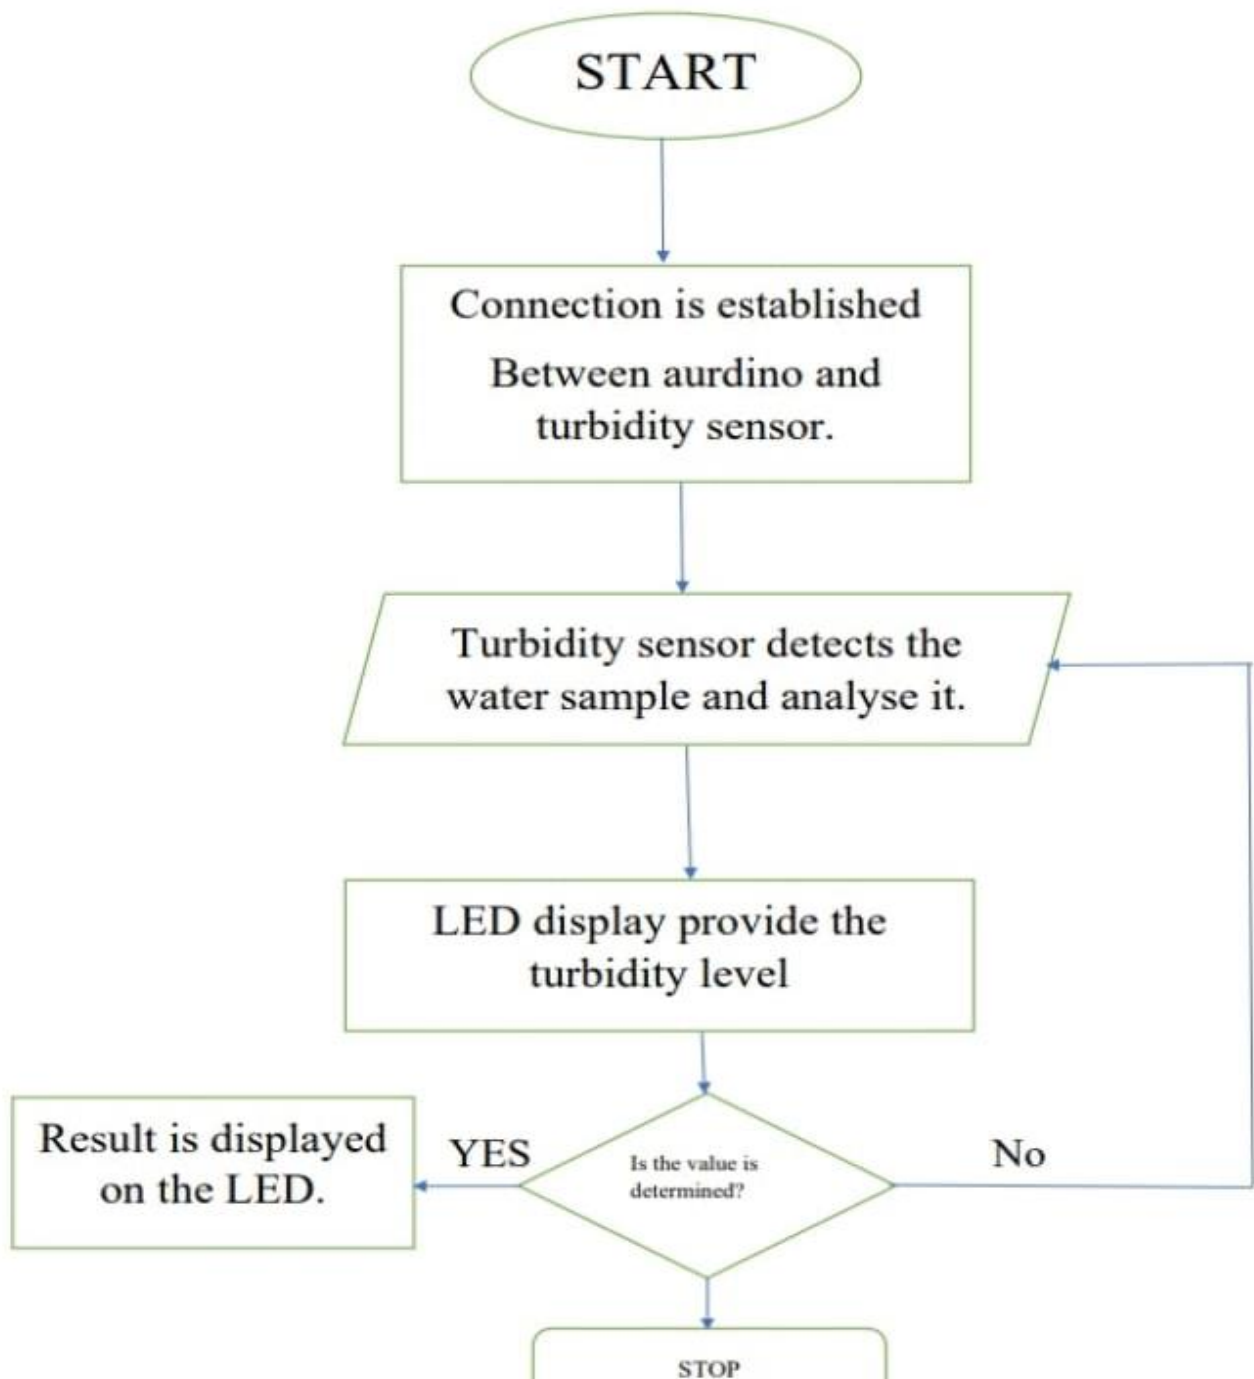 START
Connection is established
Between aurdino and
turbidity sensor.
Turbidity sensor detects the
water sample and analyse it.
LED display provide the
turbidity level
Result is displayed
on the LED.
YES
Is the value is
determined?
No
STOP